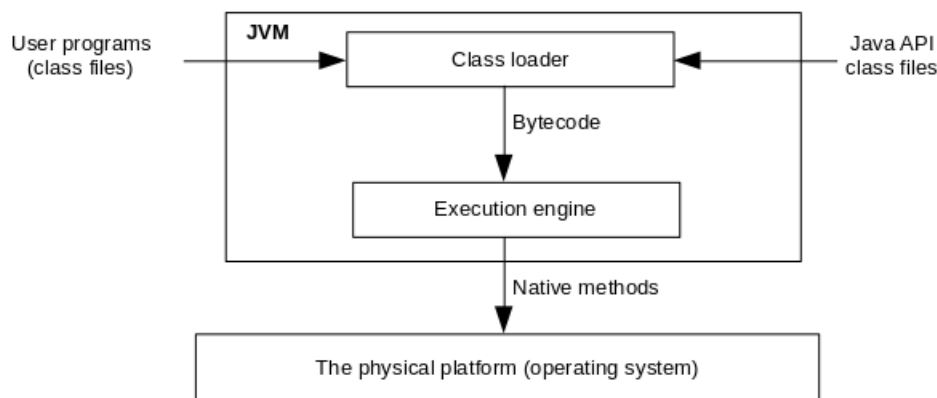 JVM
User programs
(class files)
Class loader
Java API
class files
Bytecode
Execution engine
Native methods
The physical platform (operating system)